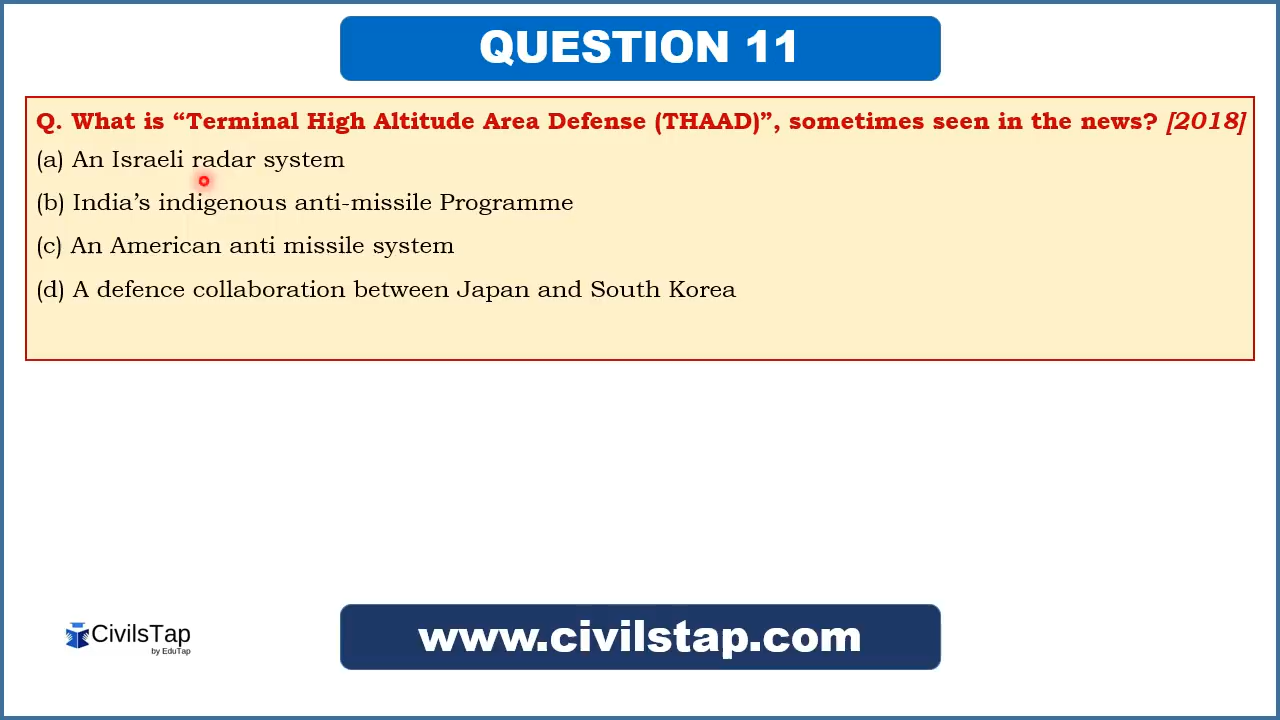 QUESTION 11
Q. What is “Terminal High Altitude Area Defense (THAAD)”, sometimes seen in the news? [2018]
(a) An Israeli radar system
(b) India’s indigenous anti-missile Programme
(c) An American anti missile system
(d) A defence collaboration between Japan and South Korea
CivilsTap
by EduTap
www.civilstap.com